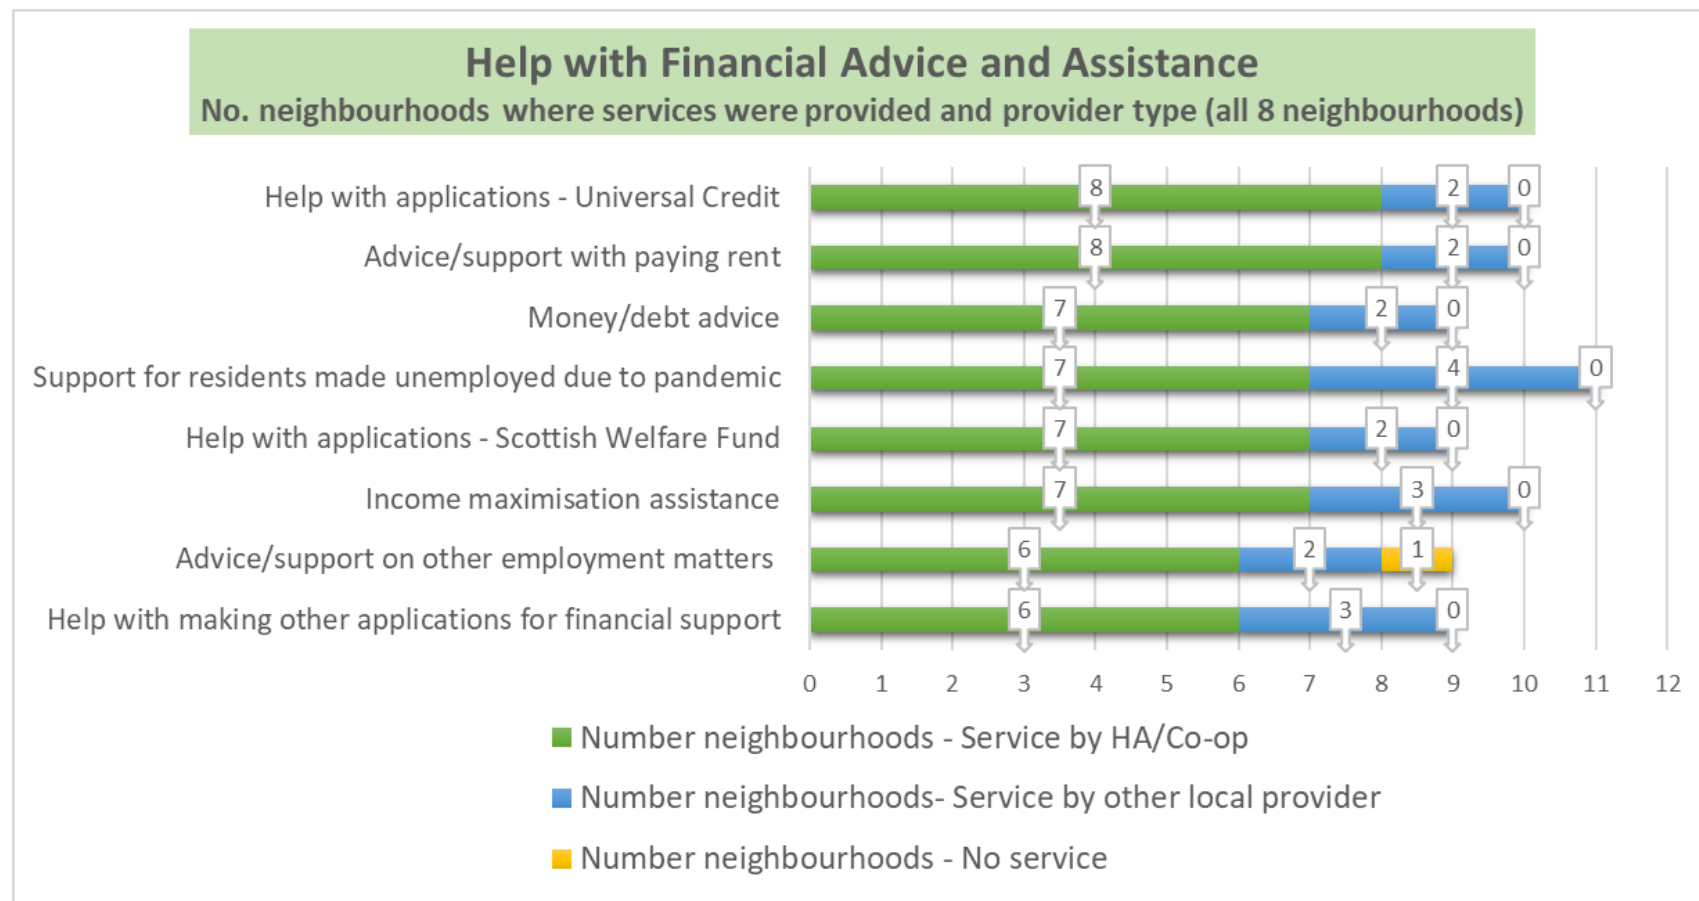 Help with Financial Advice and Assistance
No. neighbourhoods where services were provided and provider type (all 8 neighbourhoods)
Help with applications - Universal Credit 8 2 0
Advice/support with paying rent 8 2 0
Money/debt advice 7 2 0
Support for residents made unemployed due to pandemic 7 4 0
Help with applications - Scottish Welfare Fund 7 2 0
Income maximisation assistance 7 3 0
Advice/support on other employment matters 6 2 1
Help with making other applications for financial support 6 3 0
0 1 2 3 4 5 6 7 8 9 10 11 12
Number neighbourhoods - Service by HA/Co-op
Number neighbourhoods- Service by other local provider
Number neighbourhoods - No service